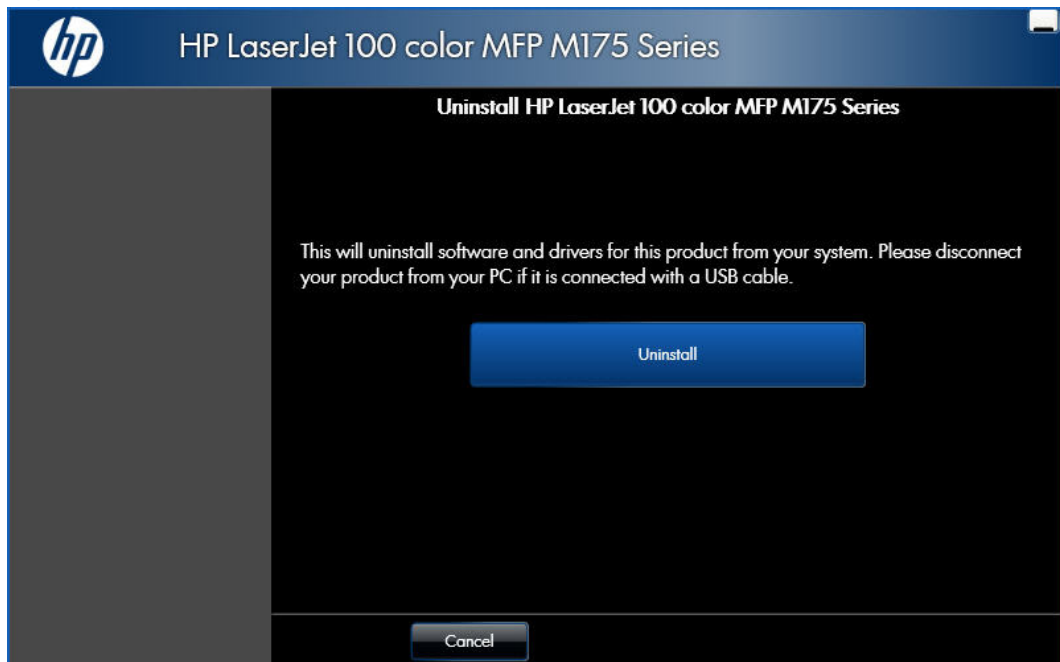 hp
HP LaserJet 100 color MFP M175 Series
Uninstall HP LaserJet 100 color MFP M175 Series
This will uninstall software and drivers for this product from your system. Please disconnect
your product from your PC if it is connected with a USB cable.
Uninstall
Cancel